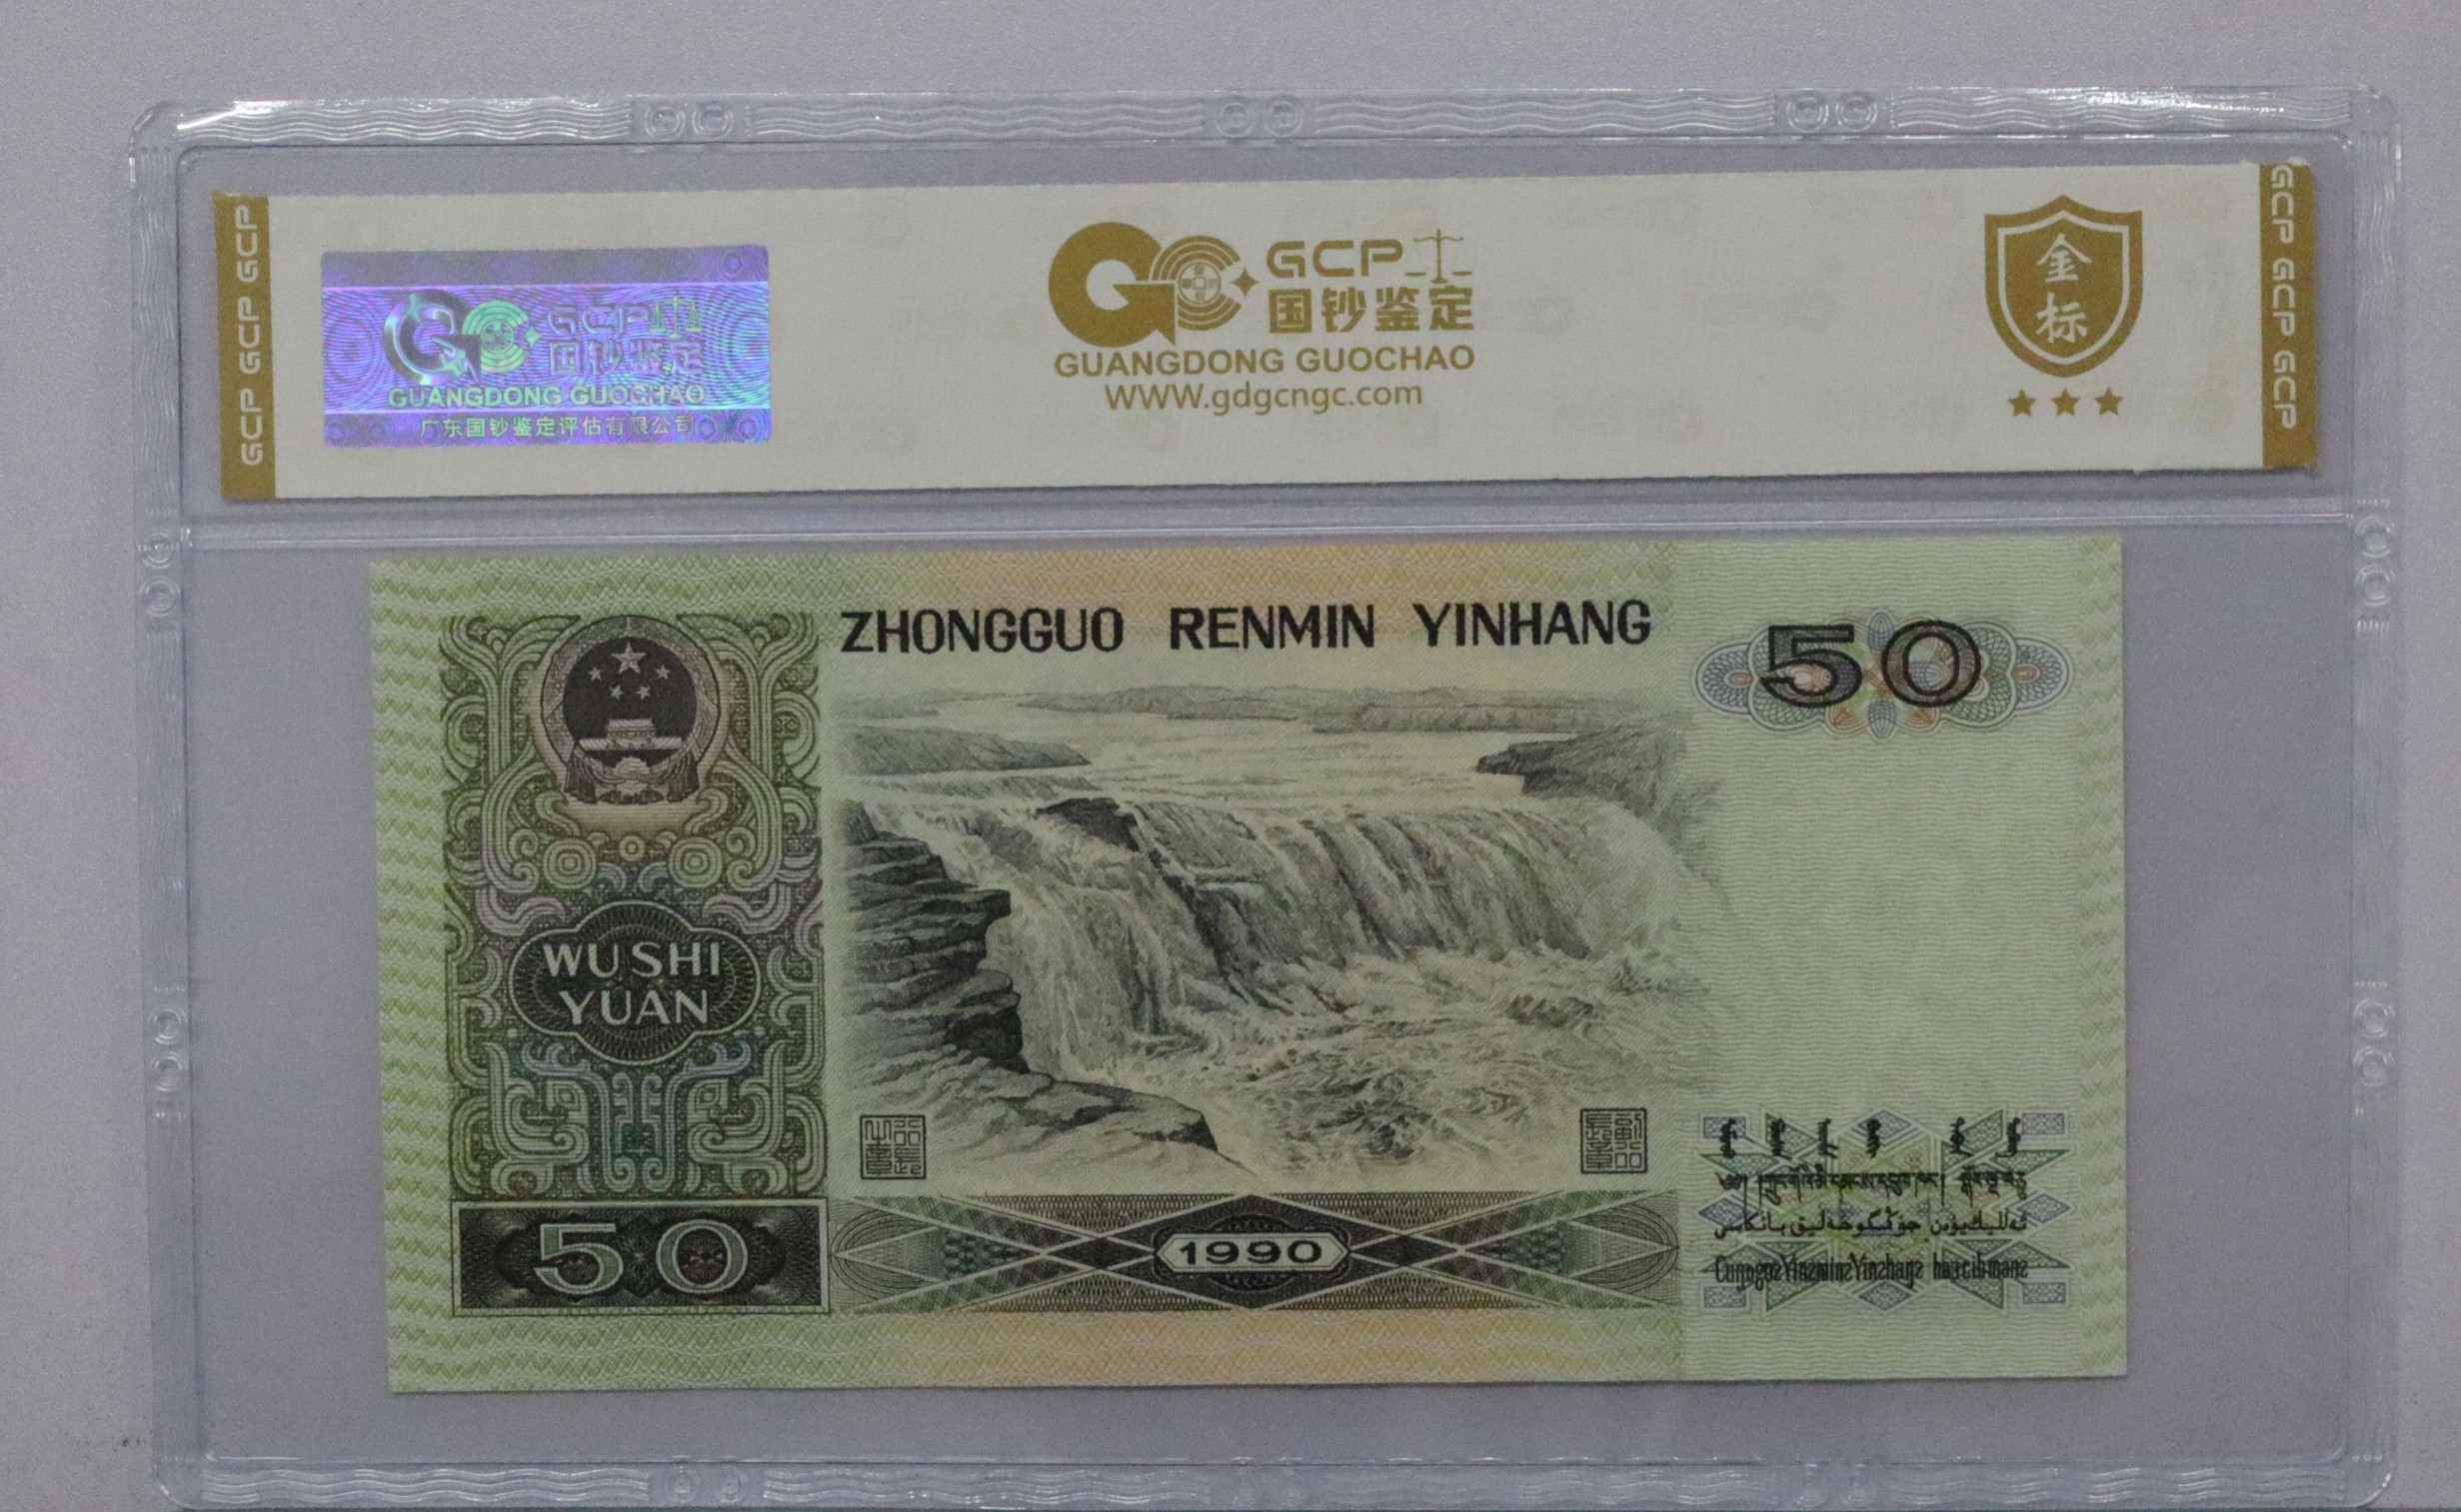 GCP GCP GCP
GCP
国钞鉴定
GUANGDONG GUOCHAO
广东国钞鉴定评估有限公司
GCP
国钞鉴定
GUANGDONG GUOCHAO
WWW.gdgcngc.com
金
标
GCP GCP GCP
ZHONGGUO RENMIN YINHANG
50
WUSHI
YUAN
50
1990